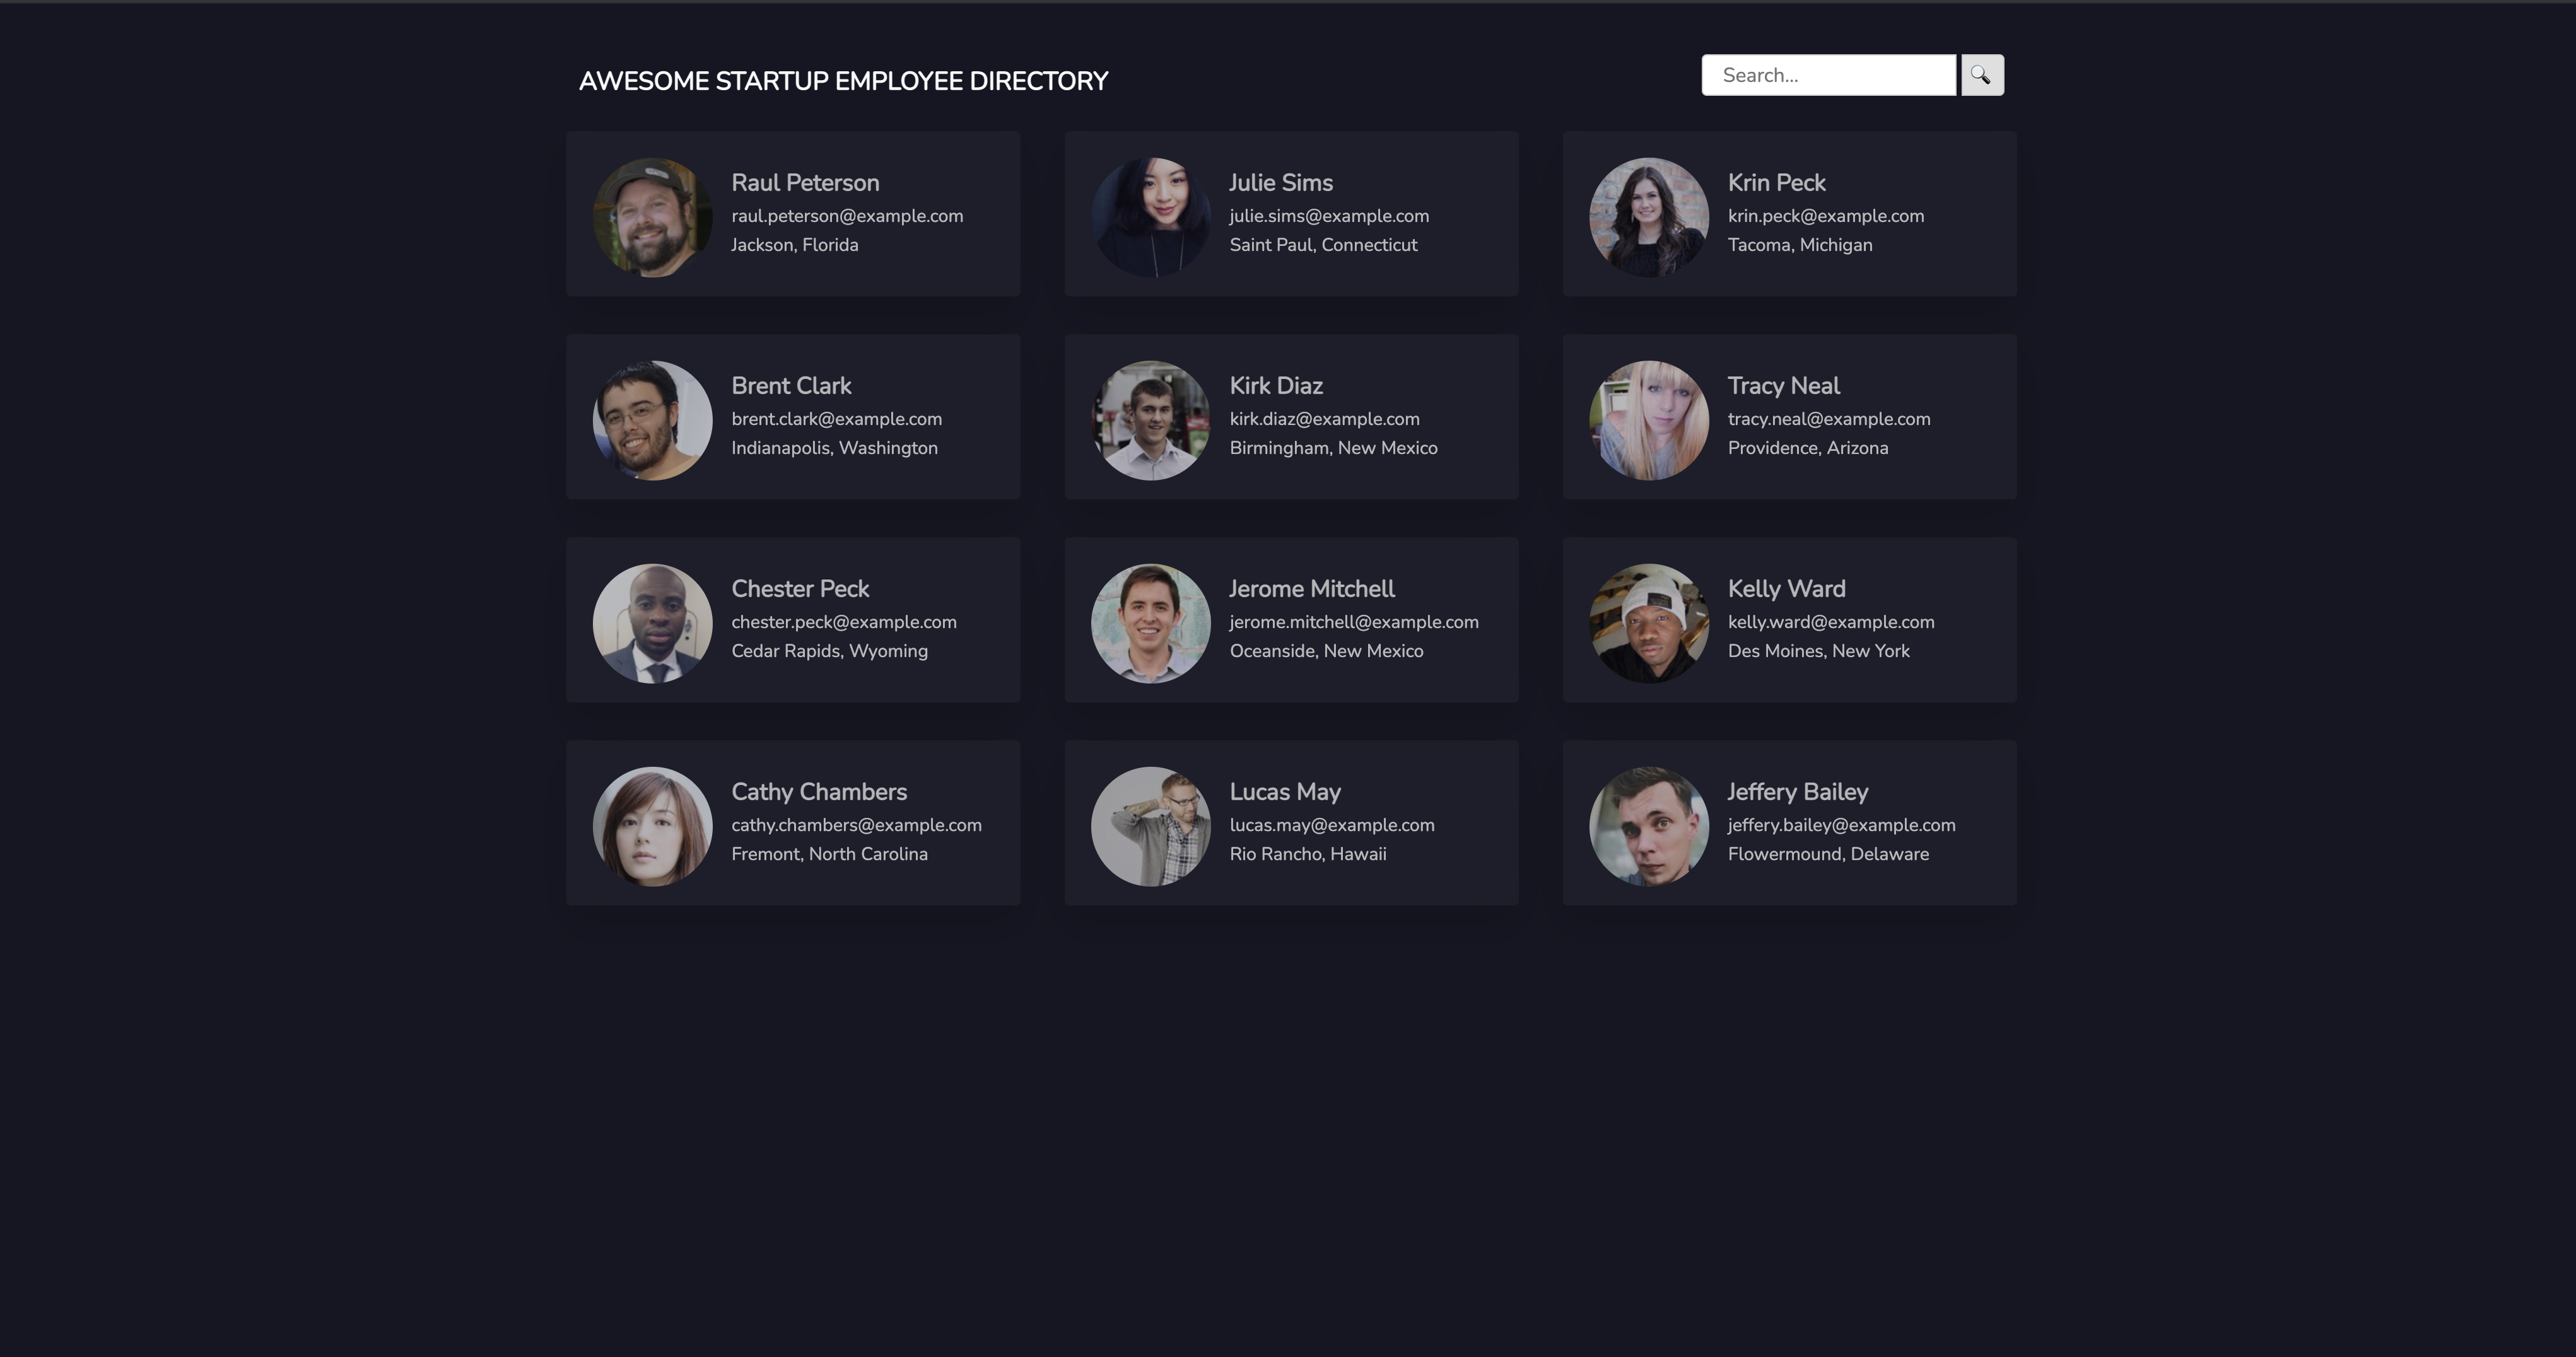 AWESOME STARTUP EMPLOYEE DIRECTORY
Search...
Raul Peterson
raul.peterson@example.com
Jackson, Florida
Julie Sims
julie.sims@example.com
Saint Paul, Connecticut
Krin Peck
krin.peck@example.com
Tacoma, Michigan
Brent Clark
brent.clark@example.com
Indianapolis, Washington
Kirk Diaz
kirk.diaz@example.com
Birmingham, New Mexico
Tracy Neal
tracy.neal@example.com
Providence, Arizona
Chester Peck
chester.peck@example.com
Cedar Rapids, Wyoming
Jerome Mitchell
jerome.mitchell@example.com
Oceanside, New Mexico
Kelly Ward
kelly.ward@example.com
Des Moines, New York
Cathy Chambers
cathy.chambers@example.com
Fremont, North Carolina
Lucas May
lucas.may@example.com
Rio Rancho, Hawaii
Jeffery Bailey
jeffery.bailey@example.com
Flowermound, Delaware